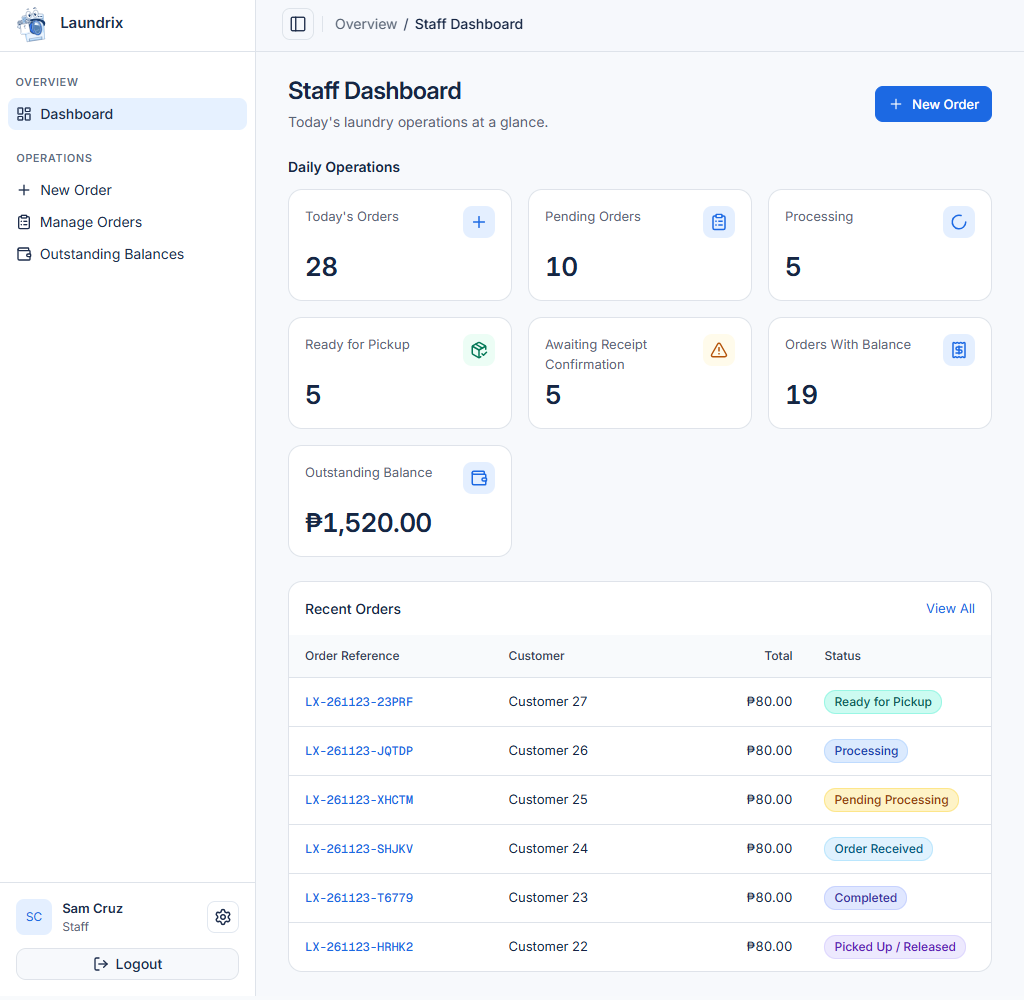 Laundrix
Overview / Staff Dashboard
OVERVIEW
Dashboard
OPERATIONS
New Order
Manage Orders
Outstanding Balances
SC
Sam Cruz
Staff
Logout
Staff Dashboard
Today's laundry operations at a glance.
New Order
Daily Operations
Today's Orders
28
Pending Orders
10
Processing
5
Ready for Pickup
5
Awaiting Receipt
Confirmation
5
Orders With Balance
19
Outstanding Balance
₱1,520.00
Recent Orders
View All
Order Reference Customer Total Status
LX-261123-23PRF Customer 27 ₱80.00 Ready for Pickup
LX-261123-JQTDP Customer 26 ₱80.00 Processing
LX-261123-XHCTM Customer 25 ₱80.00 Pending Processing
LX-261123-SHJKV Customer 24 ₱80.00 Order Received
LX-261123-T6779 Customer 23 ₱80.00 Completed
LX-261123-HRHK2 Customer 22 ₱80.00 Picked Up / Released